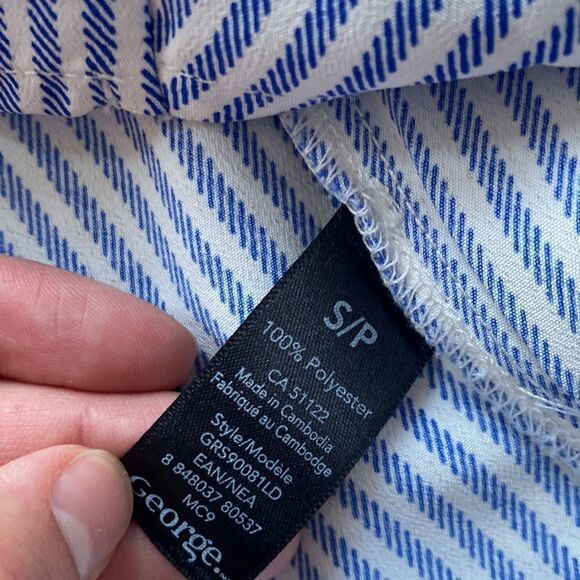 S/P
100% Polyester
CA 51122
Made in Cambodia
Fabriqué au Cambodge
Style/Modèle
GRS90081LD
EAN/NEA
8 848037 80537
MC9
George.